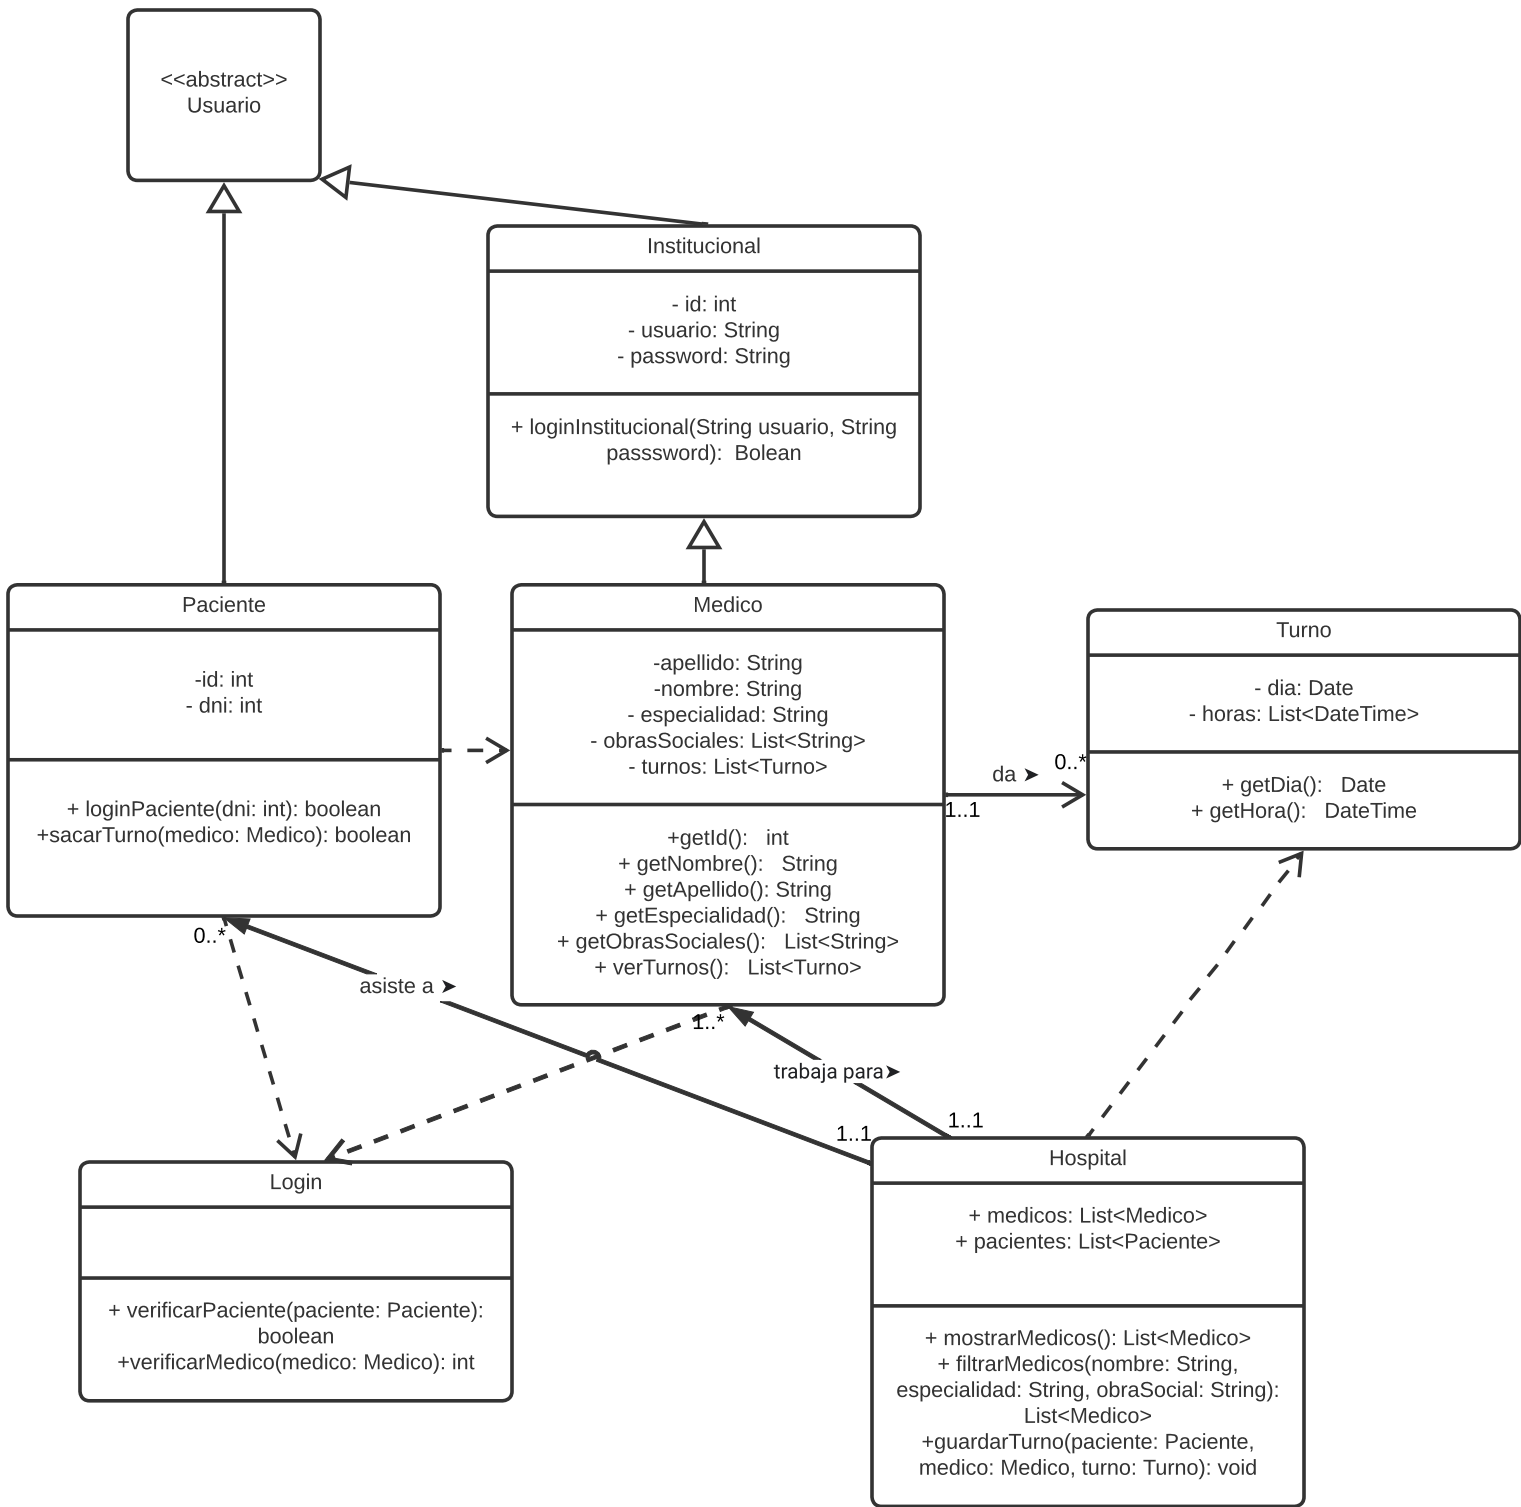 <<abstract>>
Usuario
Institucional
- id: int
- usuario: String
- password: String
+ loginInstitucional(String usuario, String
passsword):  Bolean
Paciente
-id: int
- dni: int
+ loginPaciente(dni: int): boolean
+sacarTurno(medico: Medico): boolean
Medico
-apellido: String
-nombre: String
- especialidad: String
- obrasSociales: List<String>
- turnos: List<Turno>
+getId():   int
+ getNombre():   String
+ getApellido(): String
+ getEspecialidad():   String
+ getObrasSociales():   List<String>
+ verTurnos():   List<Turno>
da ➤
0..*
1..1
Turno
- dia: Date
- horas: List<DateTime>
+ getDia():   Date
+ getHora():   DateTime
0..*
asiste a ➤
1..1
1..*
trabaja para➤
1..1
Login
+ verificarPaciente(paciente: Paciente):
boolean
+verificarMedico(medico: Medico): int
Hospital
+ medicos: List<Medico>
+ pacientes: List<Paciente>
+ mostrarMedicos(): List<Medico>
+ filtrarMedicos(nombre: String,
especialidad: String, obraSocial: String):
List<Medico>
+guardarTurno(paciente: Paciente,
medico: Medico, turno: Turno): void